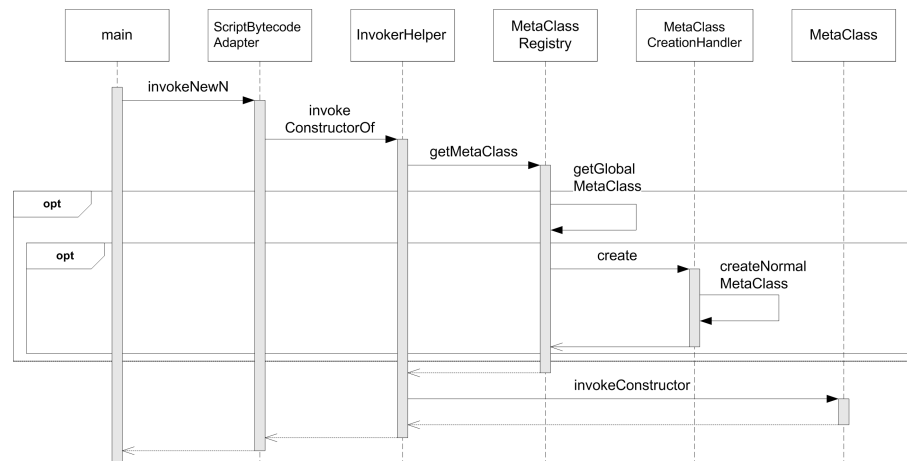 main
ScriptBytecode
Adapter
InvokerHelper
MetaClass
Registry
MetaClass
CreationHandler
MetaClass
invokeNewN
invoke
ConstructorOf
getMetaClass
getGlobal
MetaClass
opt
opt
create
createNormal
MetaClass
invokeConstructor